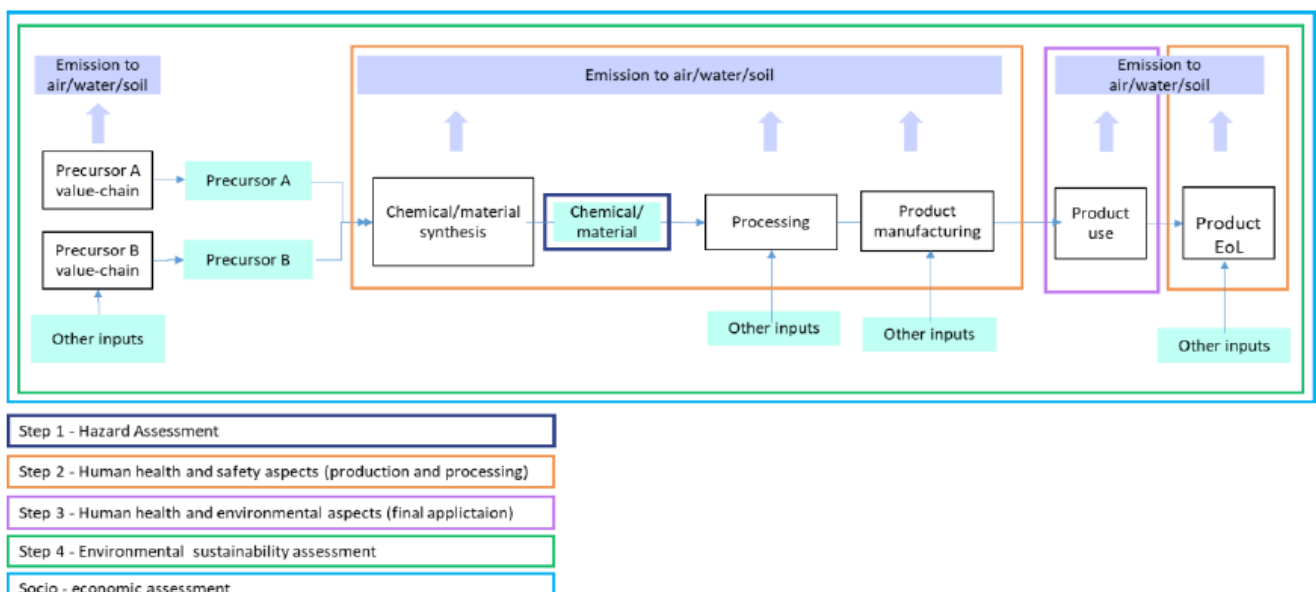 Emission to
air/water/soil
Emission to air/water/soil
Emission to
air/water/soil
Precursor A
value-chain
Precursor A
Chemical/material
synthesis
Chemical/
material
Processing
Product
manufacturing
Product
use
Product
EoL
Precursor B
value-chain
Precursor B
Other inputs
Other inputs
Other inputs
Other inputs
Step 1 - Hazard Assessment
Step 2 - Human health and safety aspects (production and processing)
Step 3 - Human health and environmental aspects (final applictaion)
Step 4 - Environmental sustainability assessment
Socio - economic assessment